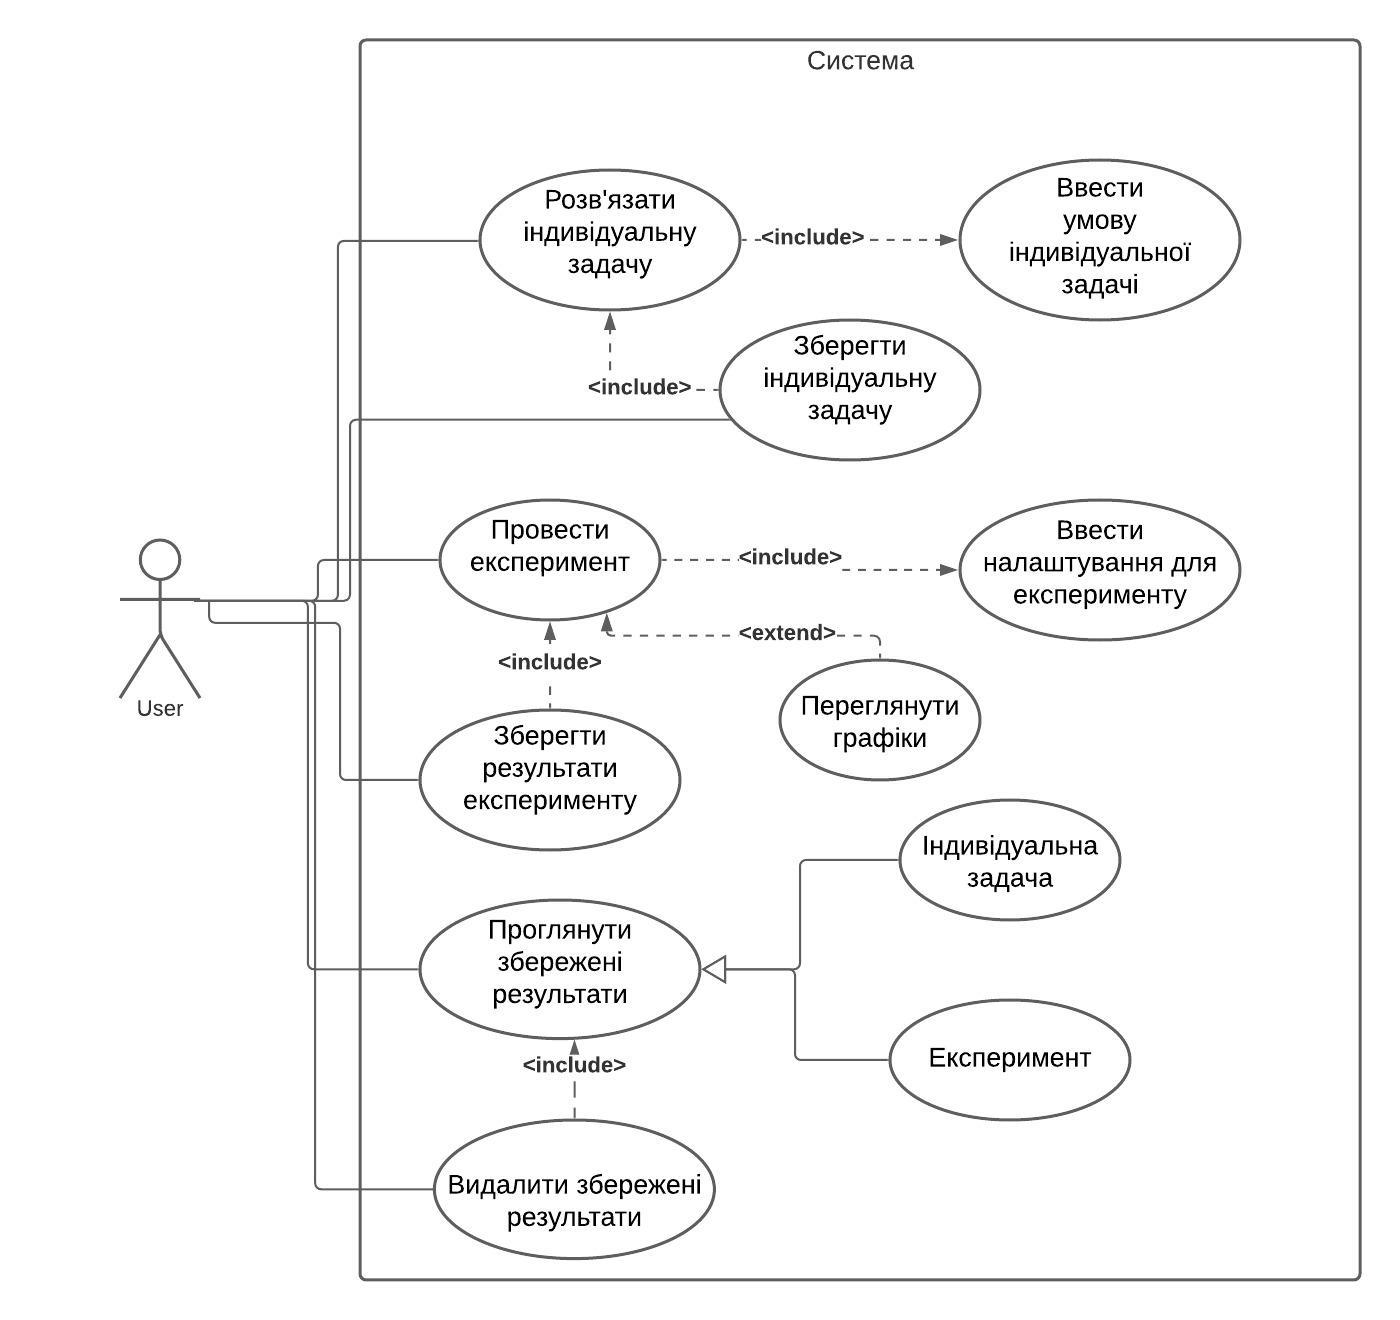 Система
Розв'язати
індивідуальну
задачу
<include>
Ввести
умову
індивідуальної
задачі
Зберегти
індивідуальну
задачу
<include>
Провести
експеримент
<include>
Ввести
налаштування для
експерименту
<extend>
<include>
Переглянути
графіки
User
Зберегти
результати
експерименту
Індивідуальна
задача
Проглянути
збережені
результати
Експеримент
<include>
Видалити збережені
результати